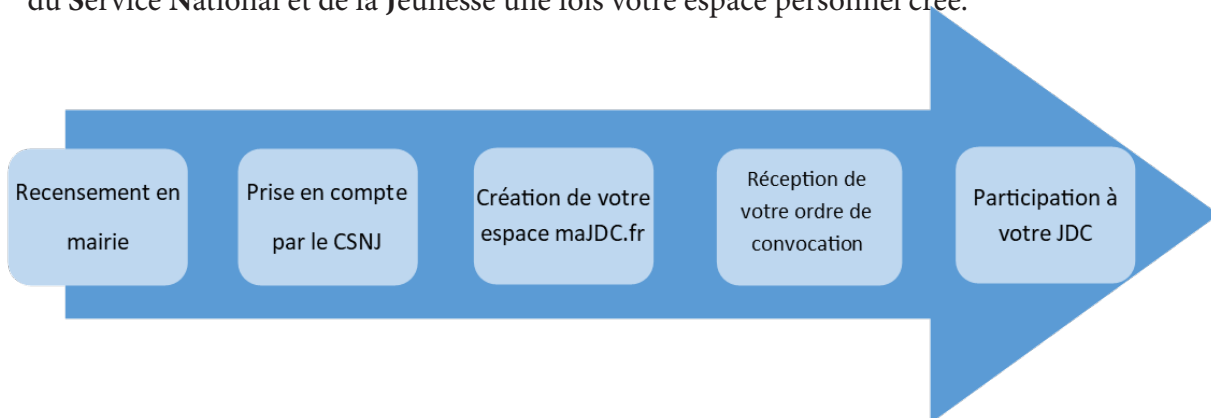 du Service National et de la Jeunesse une fois votre espace personnel créé.
Recensement en
mairie
Prise en compte
par le CSNJ
Création de votre
espace maJDC.fr
Réception de
votre ordre de
convocation
Participation à
votre JDC